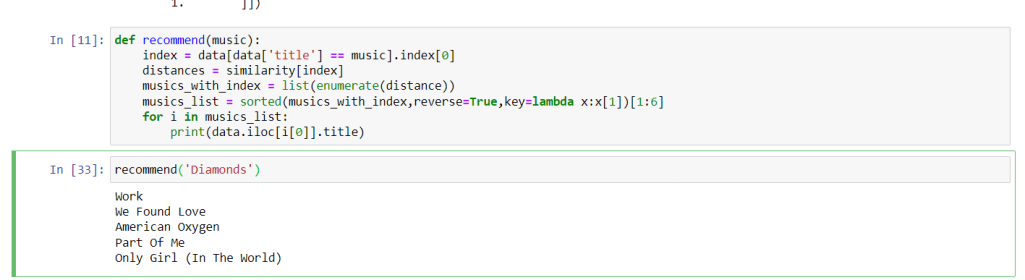 1.        ]])
In [11]: def recommend(music):
    index = data[data['title'] == music].index[0]
    distances = similarity[index]
    musics_with_index = list(enumerate(distance))
    musics_list = sorted(musics_with_index,reverse=True,key=lambda x:x[1])[1:6]
    for i in musics_list:
        print(data.iloc[i[0]].title)
In [33]: recommend('Diamonds')
Work
We Found Love
American Oxygen
Part Of Me
Only Girl (In The World)